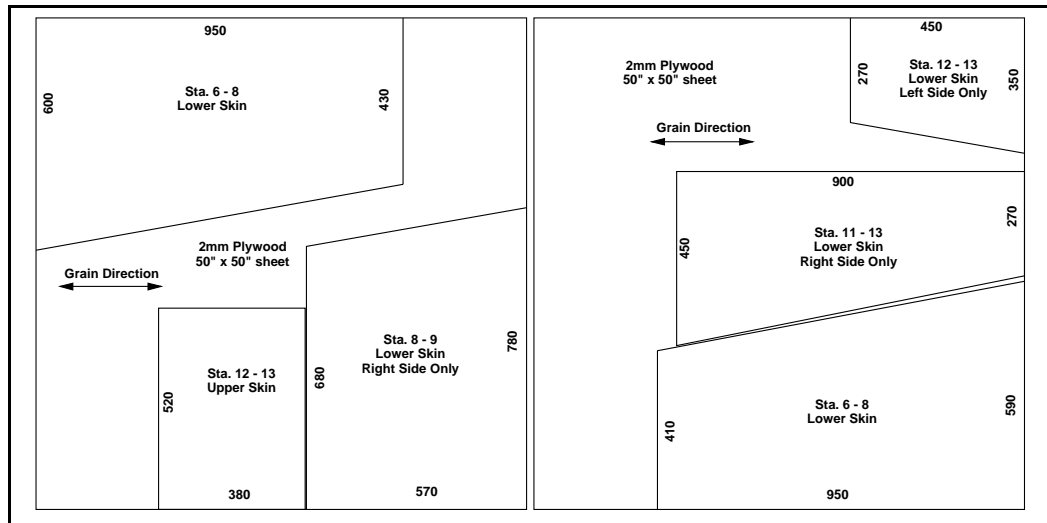 950
600
Sta. 6 - 8
Lower Skin
430
2mm Plywood
50" x 50" sheet
Grain Direction
Sta. 12 - 13
Upper Skin
520
380
680
Sta. 8 - 9
Lower Skin
Right Side Only
780
570
2mm Plywood
50" x 50" sheet
Grain Direction
450
270
Sta. 12 - 13
Lower Skin
Left Side Only
350
900
450
Sta. 11 - 13
Lower Skin
Right Side Only
270
410
Sta. 6 - 8
Lower Skin
590
950